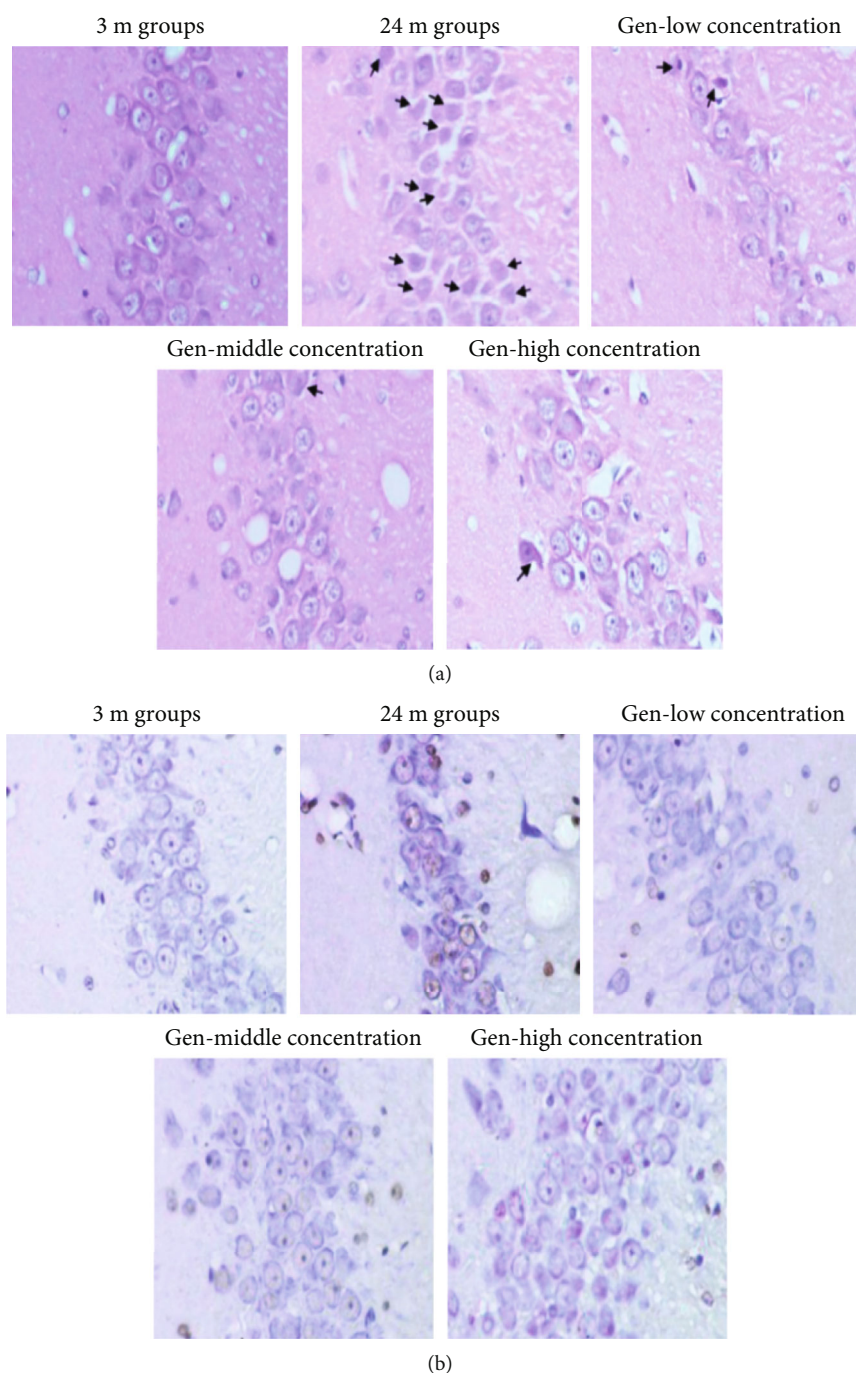 3 m groups
24 m groups
Gen-low concentration
Gen-middle concentration
Gen-high concentration
(a)
3 m groups
24 m groups
Gen-low concentration
Gen-middle concentration
Gen-high concentration
(b)